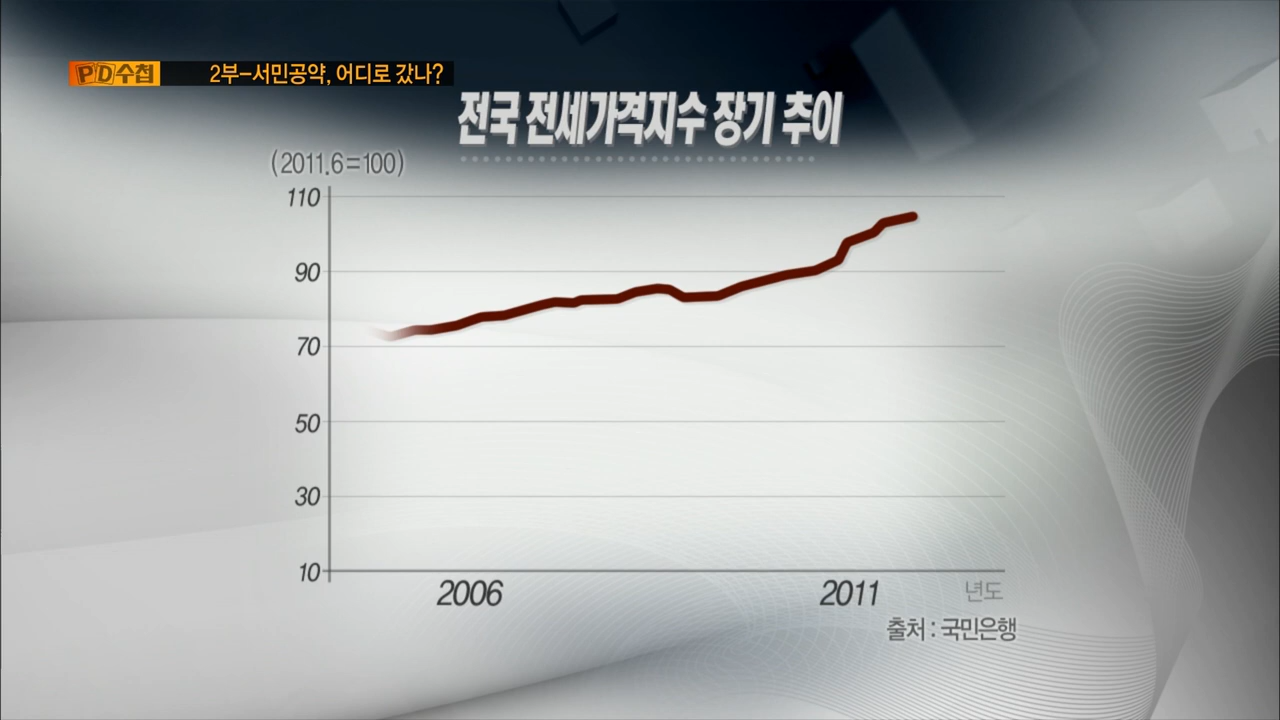 PD수첩 2부-서민공약, 어디로 갔나?
전국 전세가격지수 장기 추이
(2011.6=100)
110
90
70
50
30
10
2006 2011 년도
출처 : 국민은행